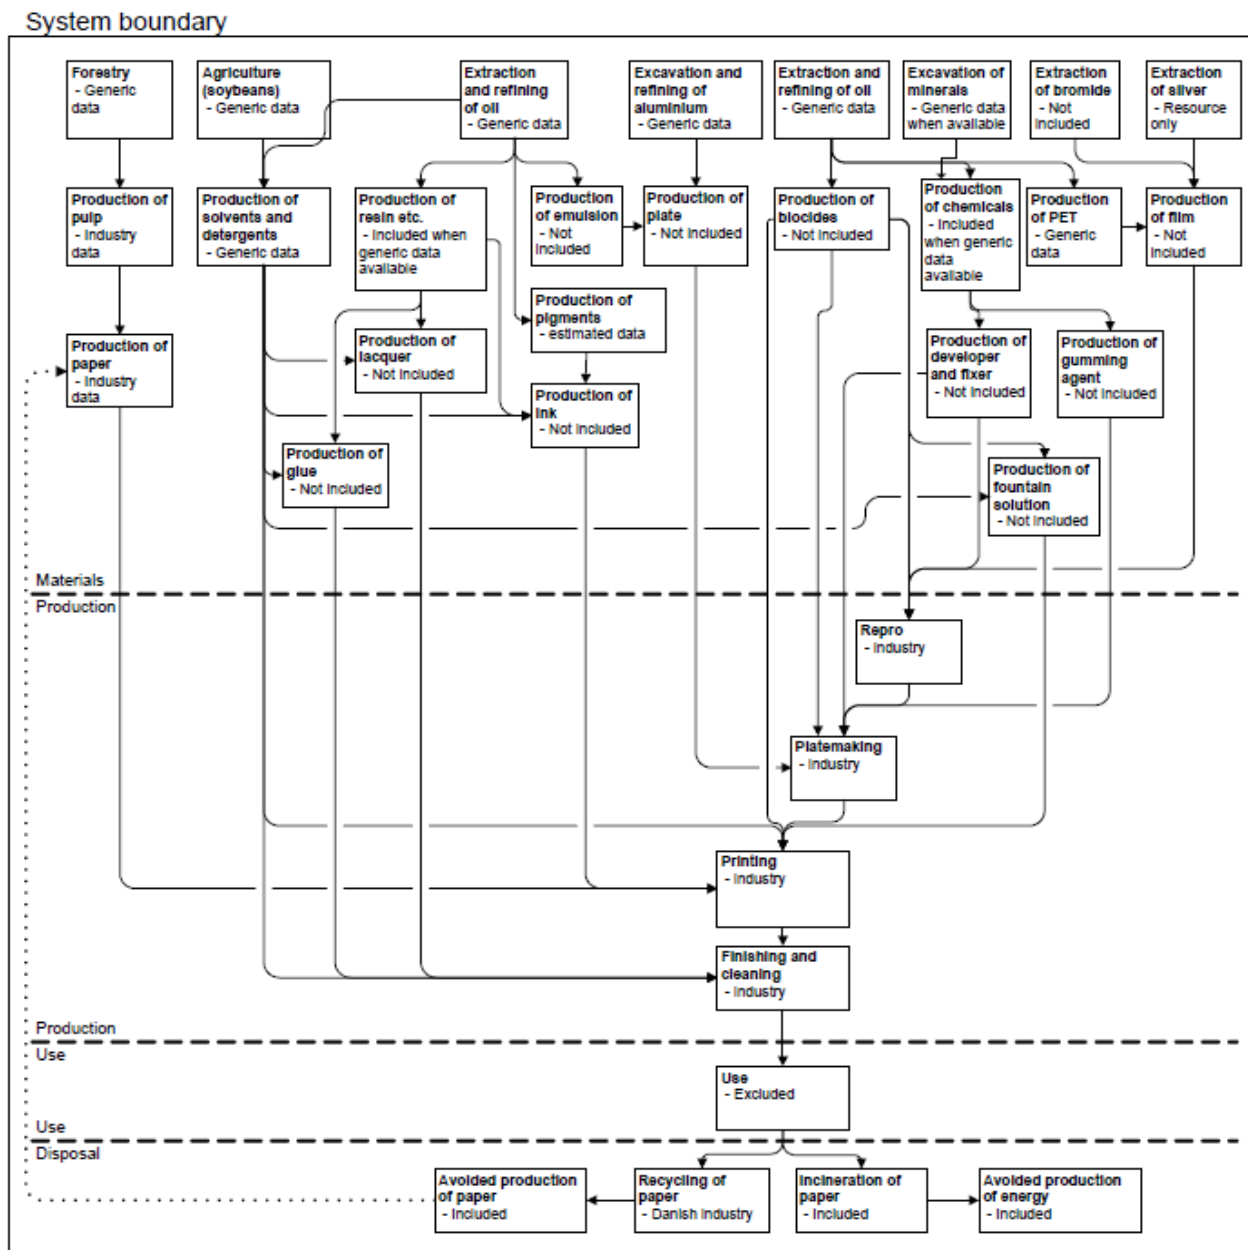 System boundary
Forestry
- Generic
data
Agriculture
(soybeans)
- Generic data
Extraction
and refining
of oil
- Generic data
Excavation and
refining of
aluminium
- Generic data
Extraction and
refining of oil
- Generic data
Excavation of
minerals
- Generic data
when available
Extraction of
bromide
- Not
Included
Extraction
of silver
- Resource
only
Production of
pulp
- Industry
data
Production of
solvents and
detergents
- Generic data
Production of
resin etc.
- Included when
generic data
available
Production
of emulsion
- Not
Included
Production of
plate
- Not Included
Production of
biocides
- Not Included
Production
of chemicals
- Included
when generic
data
available
Production
of PET
- Generic
data
Production
of film
- Not
Included
Production of
pigments
- estimated data
Production of
paper
- Industry
data
Production of
lacquer
- Not Included
Production of
ink
- Not Included
Production of
developer
and fixer
- Not Included
Production of
gumming
agent
- Not Included
Production of
glue
- Not Included
Production of
fountain
solution
- Not Included
Materials
Production
Repro
- Industry
Platemaking
- Industry
Printing
- Industry
Finishing and
cleaning
- Industry
Production
Use
Use
- Excluded
Use
Disposal
Avoided production
of paper
- Included
Recycling of
paper
- Danish Industry
Incineration of
paper
- Included
Avoided production
of energy
- Included